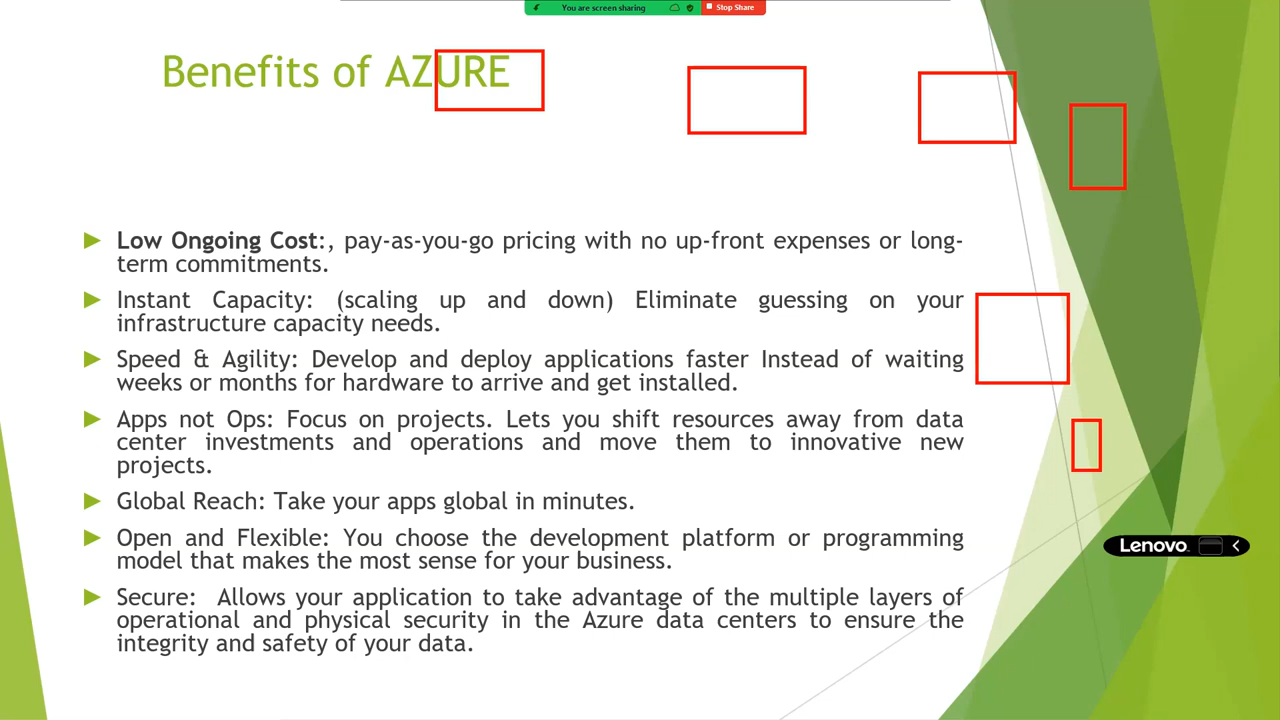 You are screen sharing
Stop Share
Benefits of AZURE
Low Ongoing Cost:, pay-as-you-go pricing with no up-front expenses or long-
term commitments.
Instant Capacity: (scaling up and down) Eliminate guessing on your
infrastructure capacity needs.
Speed & Agility: Develop and deploy applications faster Instead of waiting
weeks or months for hardware to arrive and get installed.
Apps not Ops: Focus on projects. Lets you shift resources away from data
center investments and operations and move them to innovative new
projects.
Global Reach: Take your apps global in minutes.
Open and Flexible: You choose the development platform or programming
model that makes the most sense for your business.
Lenovo
Secure: Allows your application to take advantage of the multiple layers of
operational and physical security in the Azure data centers to ensure the
integrity and safety of your data.